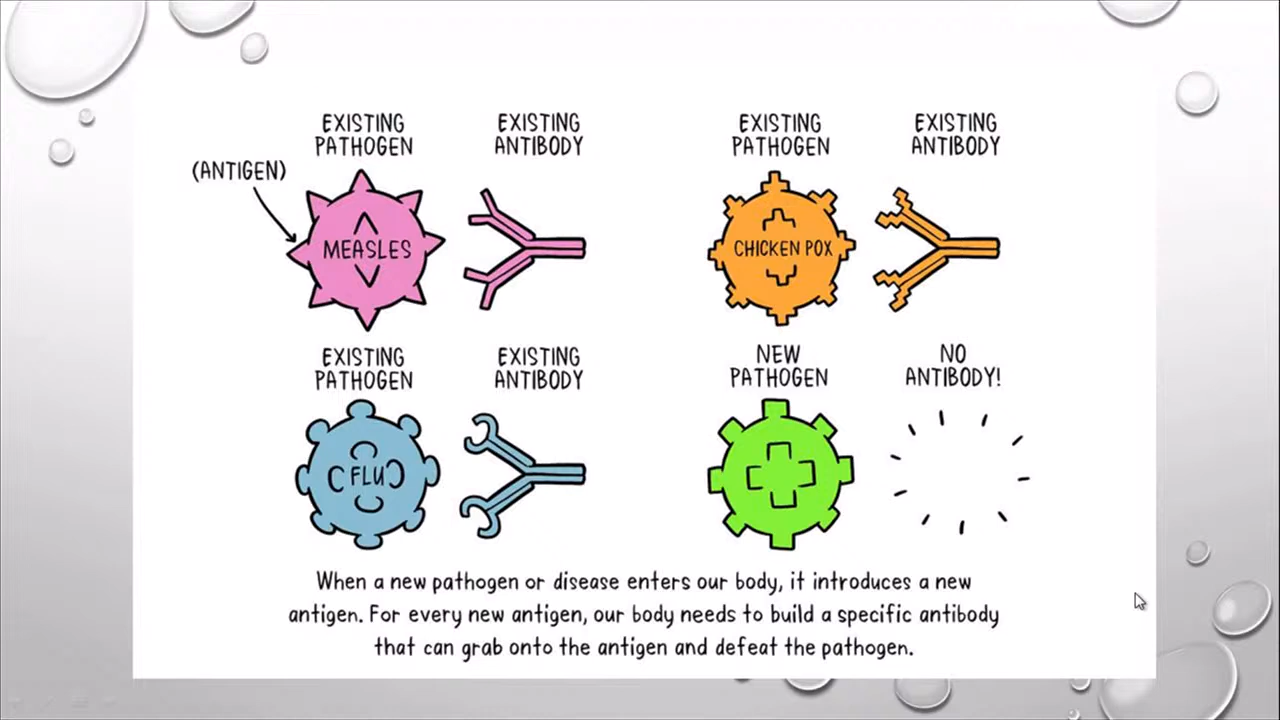 EXISTING
PATHOGEN
EXISTING
ANTIBODY
(ANTIGEN)
MEASLES
EXISTING
PATHOGEN
EXISTING
ANTIBODY
CHICKEN POX
EXISTING
PATHOGEN
EXISTING
ANTIBODY
FLU
NEW
PATHOGEN
NO
ANTIBODY!
When a new pathogen or disease enters our body, it introduces a new
antigen. For every new antigen, our body needs to build a specific antibody
that can grab onto the antigen and defeat the pathogen.